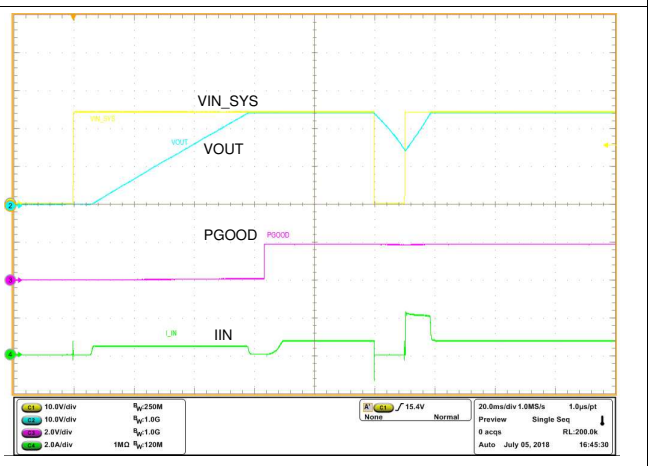 VIN_SYS
VIN_SYS
VOUT
VOUT
PGOOD
PGOOD
I_IN
IIN
2
3
4
C1 10.0V/div BW:250M
C2 10.0V/div BW:1.0G
C3 2.0V/div BW:1.0G
C4 2.0A/div 1MΩ BW:120M
A' C1 15.4V
None Normal
20.0ms/div 1.0MS/s 1.0µs/pt
Preview Single Seq
0 acqs RL:200.0k
Auto July 05, 2018 16:45:30